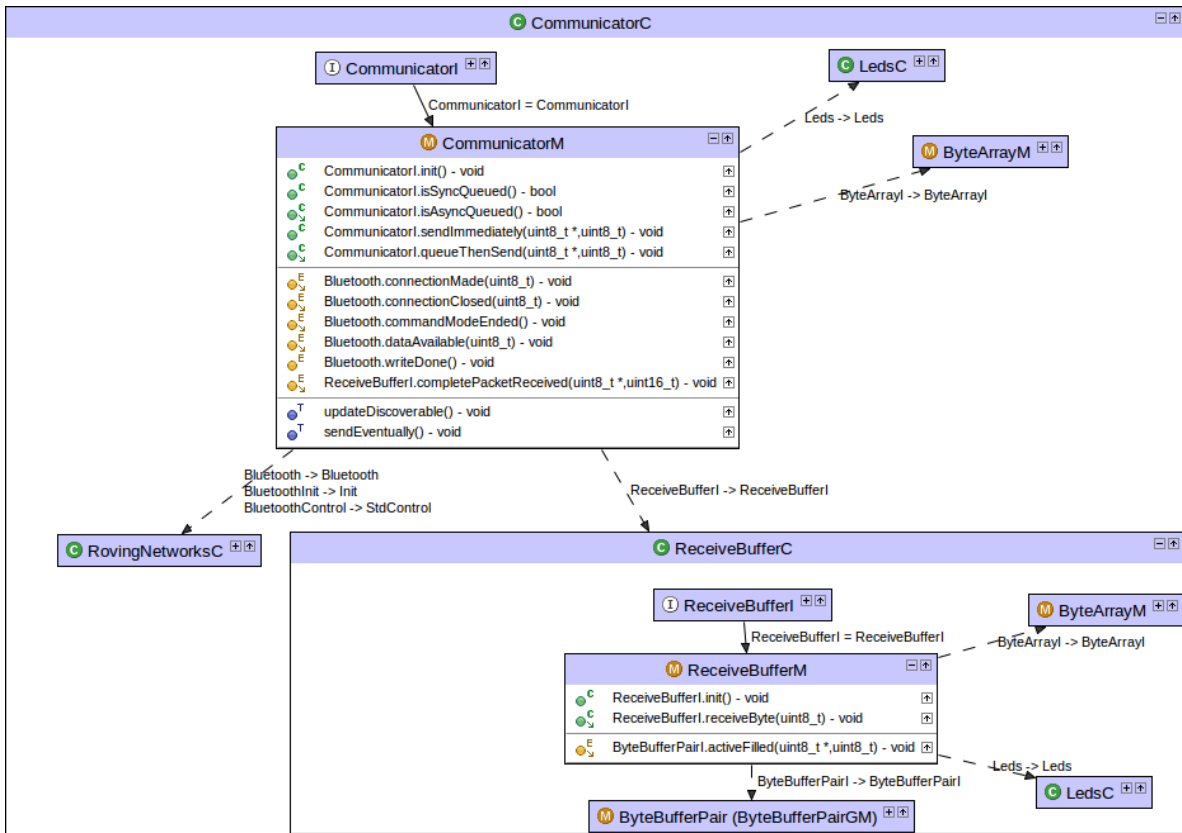 C CommunicatorC
I CommunicatorI
CommunicatorI = CommunicatorI
C LedsC
Leds -> Leds
M ByteArrayM
ByteArrayI -> ByteArrayI
M CommunicatorM
C CommunicatorI.init() - void
C CommunicatorI.isSyncQueued() - bool
C CommunicatorI.isAsyncQueued() - bool
C CommunicatorI.sendImmediately(uint8_t *,uint8_t) - void
C CommunicatorI.queueThenSend(uint8_t *,uint8_t) - void
E Bluetooth.connectionMade(uint8_t) - void
E Bluetooth.connectionClosed(uint8_t) - void
E Bluetooth.commandModeEnded() - void
E Bluetooth.dataAvailable(uint8_t) - void
E Bluetooth.writeDone() - void
E ReceiveBufferI.completePacketReceived(uint8_t *,uint16_t) - void
T updateDiscoverable() - void
T sendEventually() - void
Bluetooth -> Bluetooth
BluetoothInit -> Init
BluetoothControl -> StdControl
ReceiveBufferI -> ReceiveBufferI
C RovingNetworksC
C ReceiveBufferC
I ReceiveBufferI
ReceiveBufferI = ReceiveBufferI
M ByteArrayM
ByteArrayI -> ByteArrayI
M ReceiveBufferM
C ReceiveBufferI.init() - void
C ReceiveBufferI.receiveByte(uint8_t) - void
E ByteBufferPairI.activeFilled(uint8_t *,uint8_t) - void
Leds -> Leds
ByteBufferPairI -> ByteBufferPairI
C LedsC
M ByteBufferPair (ByteBufferPairGM)